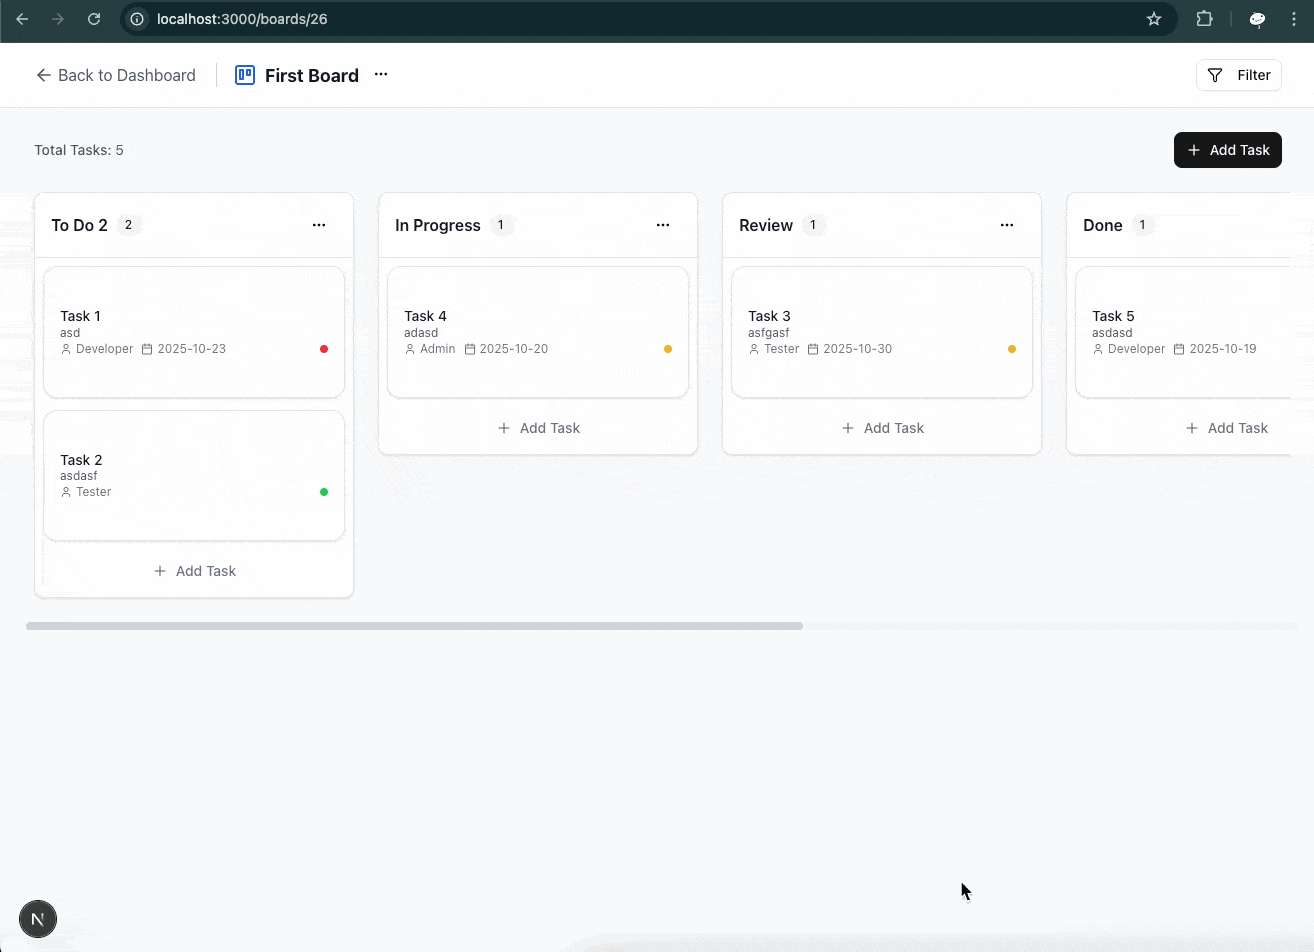 localhost:3000/boards/26
Back to Dashboard
First Board
Filter
Total Tasks: 5
Add Task
To Do 2 2
Task 1
asd
Developer 2025-10-23
Task 2
asdasf
Tester
Add Task
In Progress 1
Task 4
adasd
Admin 2025-10-20
Add Task
Review 1
Task 3
asfgasf
Tester 2025-10-30
Add Task
Done 1
Task 5
asdasd
Developer 2025-10-19
Add Task
N